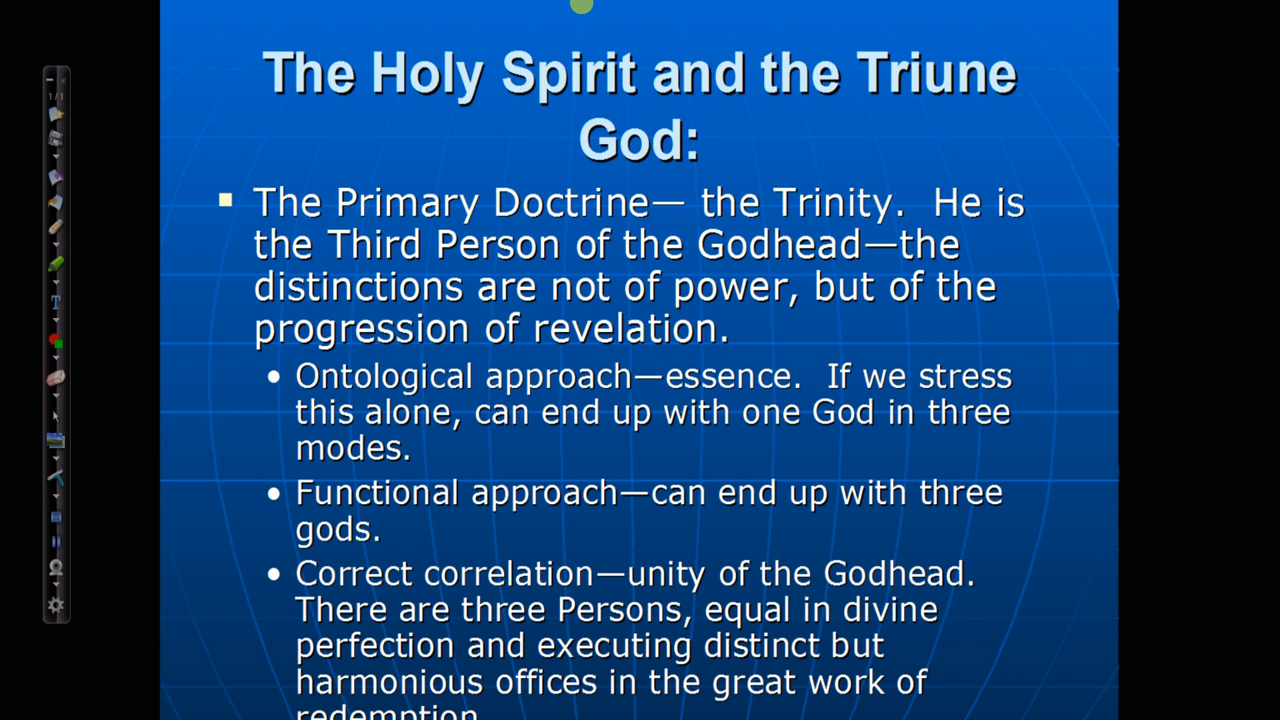 The Holy Spirit and the Triune
God:
The Primary Doctrine— the Trinity. He is
the Third Person of the Godhead—the
distinctions are not of power, but of the
progression of revelation.
• Ontological approach—essence. If we stress
this alone, can end up with one God in three
modes.
• Functional approach—can end up with three
gods.
• Correct correlation—unity of the Godhead.
There are three Persons, equal in divine
perfection and executing distinct but
harmonious offices in the great work of
redemption
1/1